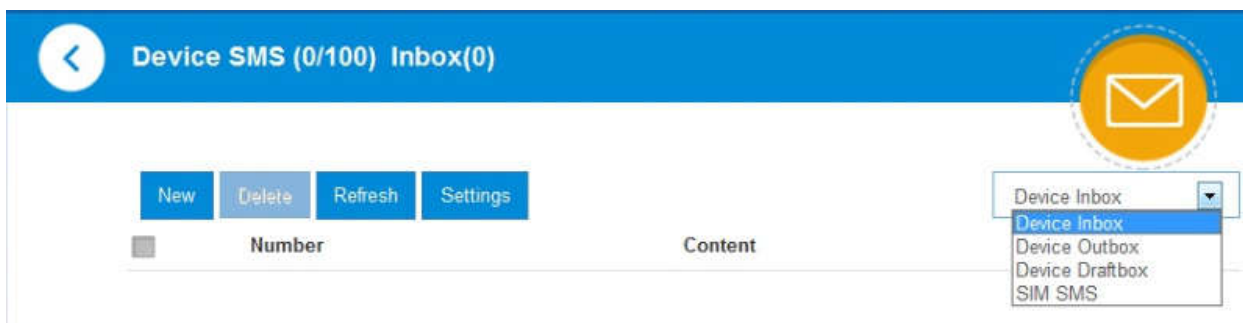 Device SMS (0/100) Inbox(0)
New Delete Refresh Settings
Device Inbox
Device Inbox
Number Content
Device Outbox
Device Draftbox
SIM SMS